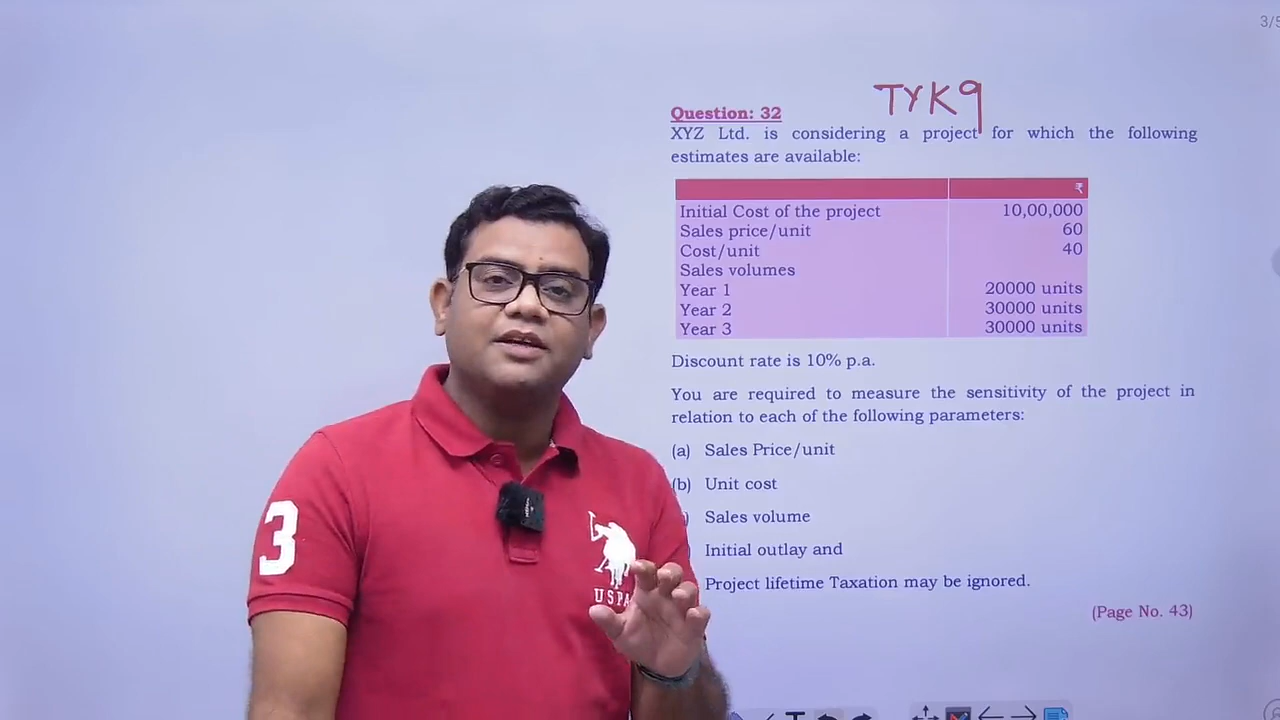 3/5
TYK9
Question: 32
XYZ Ltd. is considering a project for which the following
estimates are available:
₹
Initial Cost of the project 10,00,000
Sales price/unit 60
Cost/unit 40
Sales volumes
Year 1 20000 units
Year 2 30000 units
Year 3 30000 units
Discount rate is 10% p.a.
You are required to measure the sensitivity of the project in
relation to each of the following parameters:
(a) Sales Price/unit
(b) Unit cost
) Sales volume
Initial outlay and
Project lifetime Taxation may be ignored.
(Page No. 43)
3
USPA